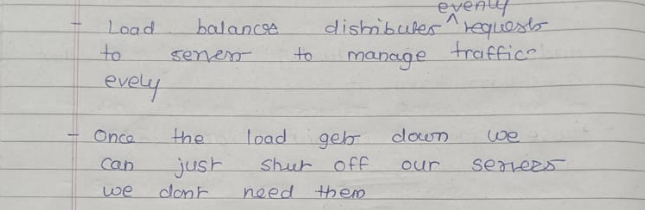 evenly
- Load balances distributes ^ requests
to servers to manage traffic
evely
- Once the load gets down we
can just shut off our servers
we dont need them